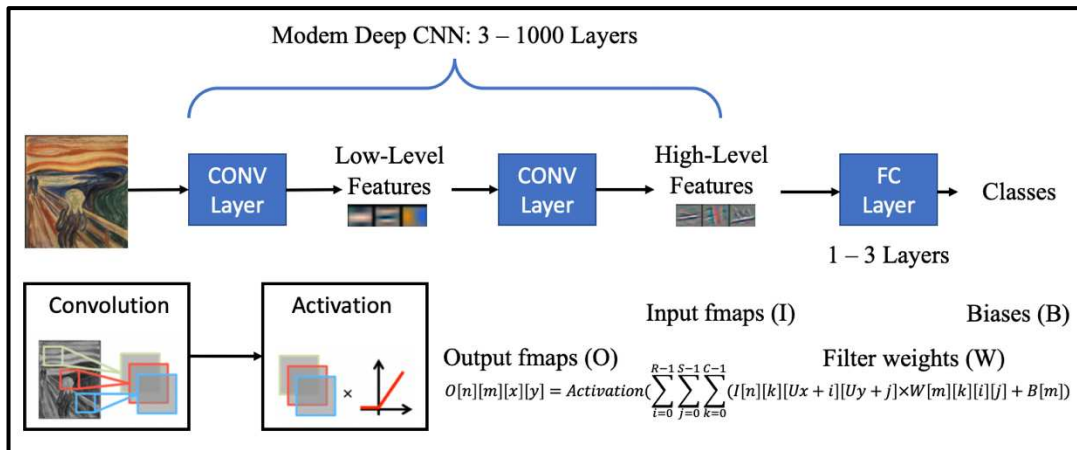 Modem Deep CNN: 3 – 1000 Layers
CONV
Layer
Low-Level
Features
CONV
Layer
High-Level
Features
FC
Layer
Classes
1 – 3 Layers
Convolution
Activation
×
Input fmaps (I)
Biases (B)
Output fmaps (O)
Filter weights (W)
O[n][m][x][y] = Activation(∑_{i=0}^{R-1} ∑_{j=0}^{S-1} ∑_{k=0}^{C-1} (I[n][k][Ux + i][Uy + j]×W[m][k][i][j] + B[m])